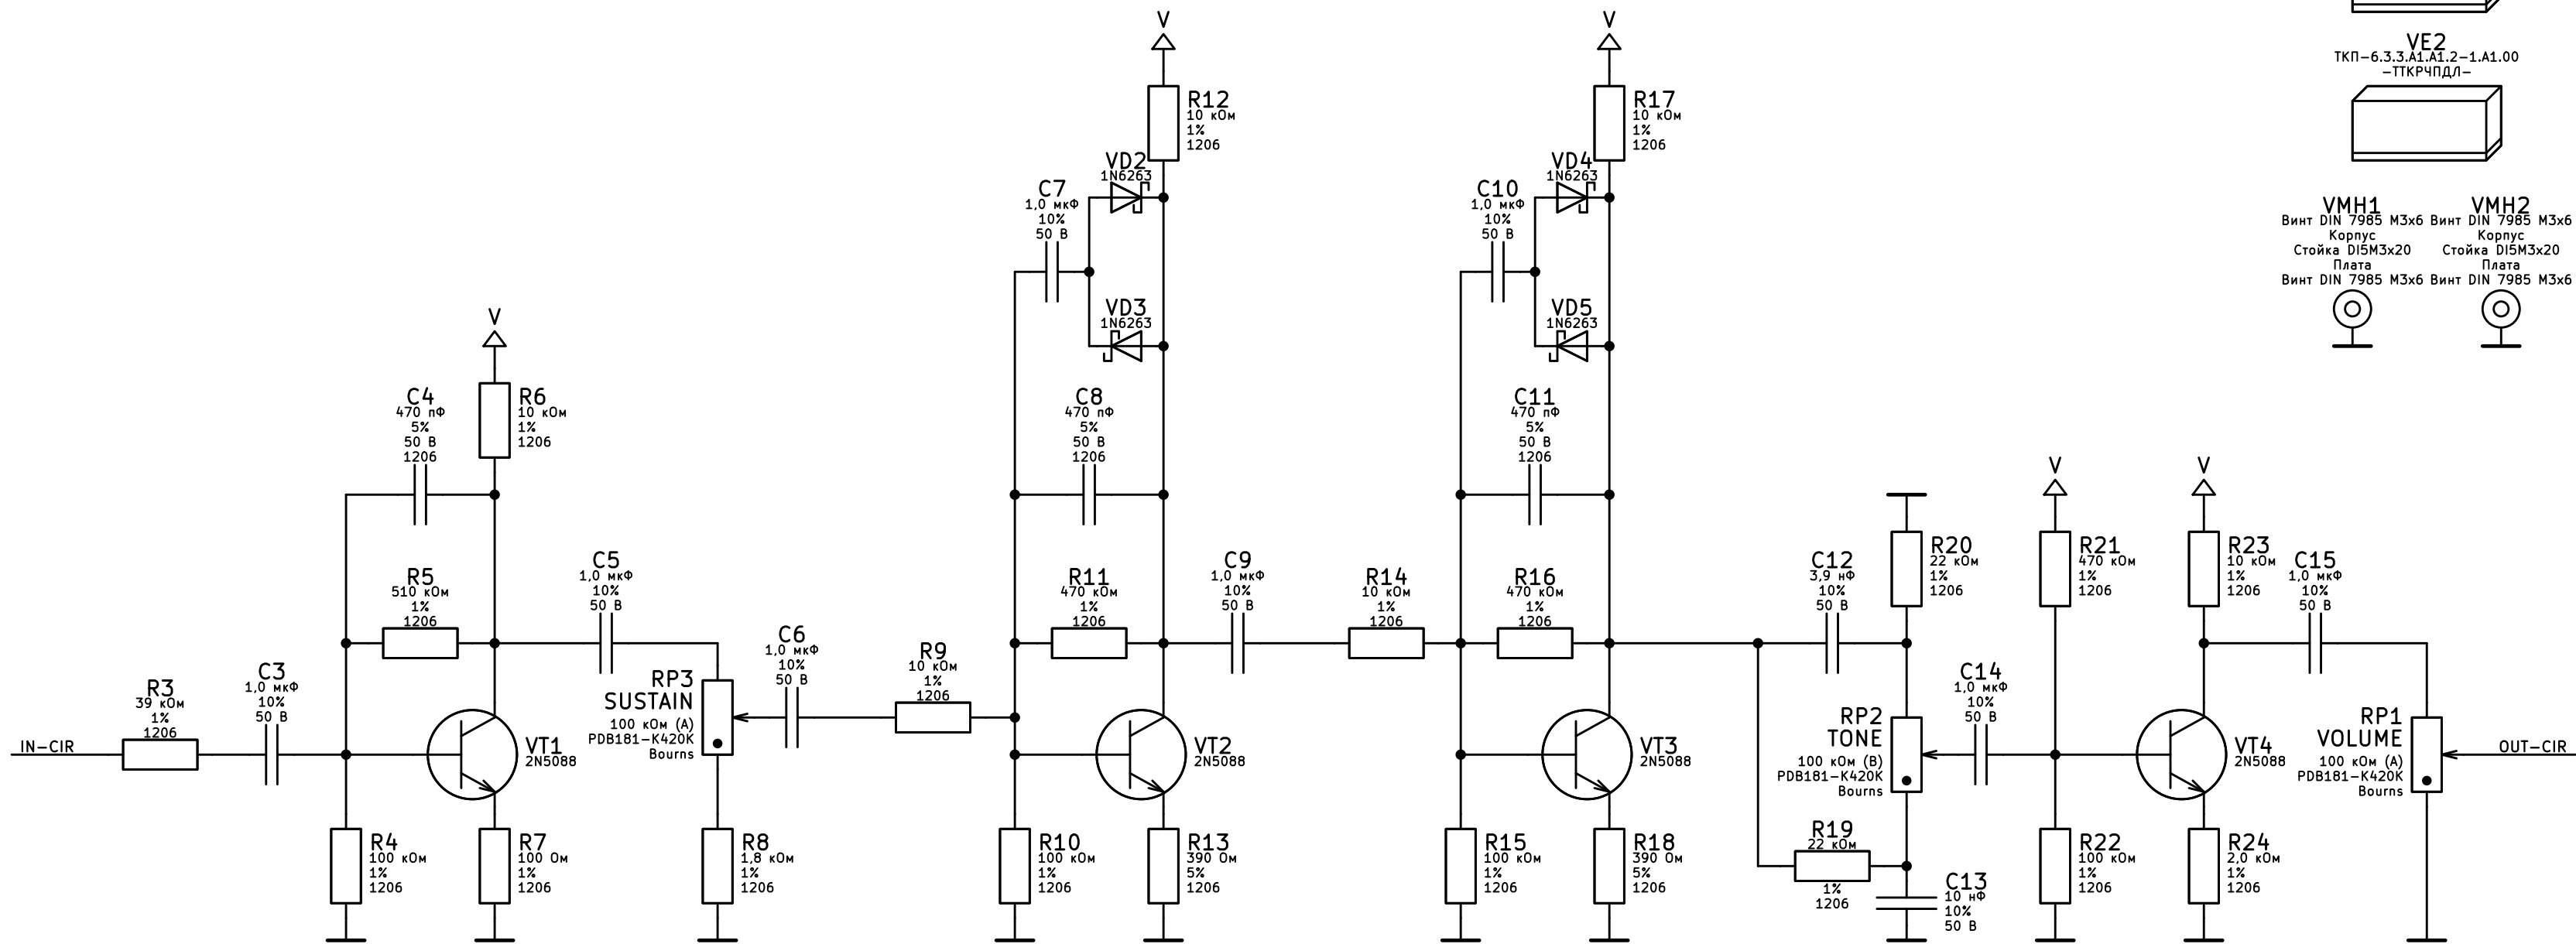 IN-CIR
R3
39 кОм
1%
1206
C3
1,0 мкФ
10%
50 В
C4
470 пФ
5%
50 В
1206
R5
510 кОм
1%
1206
R4
100 кОм
1%
1206
V
R6
10 кОм
1%
1206
VT1
2N5088
R7
100 Ом
1%
1206
C5
1,0 мкФ
10%
50 В
RP3
SUSTAIN
100 кОм (A)
PDB181-K420K
Bourns
R8
1,8 кОм
1%
1206
C6
1,0 мкФ
10%
50 В
R9
10 кОм
1%
1206
V
R12
10 кОм
1%
1206
VD2
1N6263
C7
1,0 мкФ
10%
50 В
VD3
1N6263
C8
470 пФ
5%
50 В
1206
R11
470 кОм
1%
1206
VT2
2N5088
R10
100 кОм
1%
1206
R13
390 Ом
5%
1206
C9
1,0 мкФ
10%
50 В
R14
10 кОм
1%
1206
V
R17
10 кОм
1%
1206
VD4
1N6263
C10
1,0 мкФ
10%
50 В
VD5
1N6263
C11
470 пФ
5%
50 В
1206
R16
470 кОм
1%
1206
VT3
2N5088
R15
100 кОм
1%
1206
R18
390 Ом
5%
1206
C12
3,9 нФ
10%
50 В
R20
22 кОм
1%
1206
RP2
TONE
100 кОм (B)
PDB181-K420K
Bourns
R19
22 кОм
1%
1206
C13
10 нФ
10%
50 В
C14
1,0 мкФ
10%
50 В
V
R21
470 кОм
1%
1206
R22
100 кОм
1%
1206
V
R23
10 кОм
1%
1206
VT4
2N5088
R24
2,0 кОм
1%
1206
C15
1,0 мкФ
10%
50 В
RP1
VOLUME
100 кОм (A)
PDB181-K420K
Bourns
OUT-CIR
VE2
ТКП-6.3.3.А1.А1.2-1.А1.00
-ТТКРЧПДЛ-
VMH1
Винт DIN 7985 M3x6
Корпус
Стойка DI5M3x20
Плата
Винт DIN 7985 M3x6
VMH2
Винт DIN 7985 M3x6
Корпус
Стойка DI5M3x20
Плата
Винт DIN 7985 M3x6